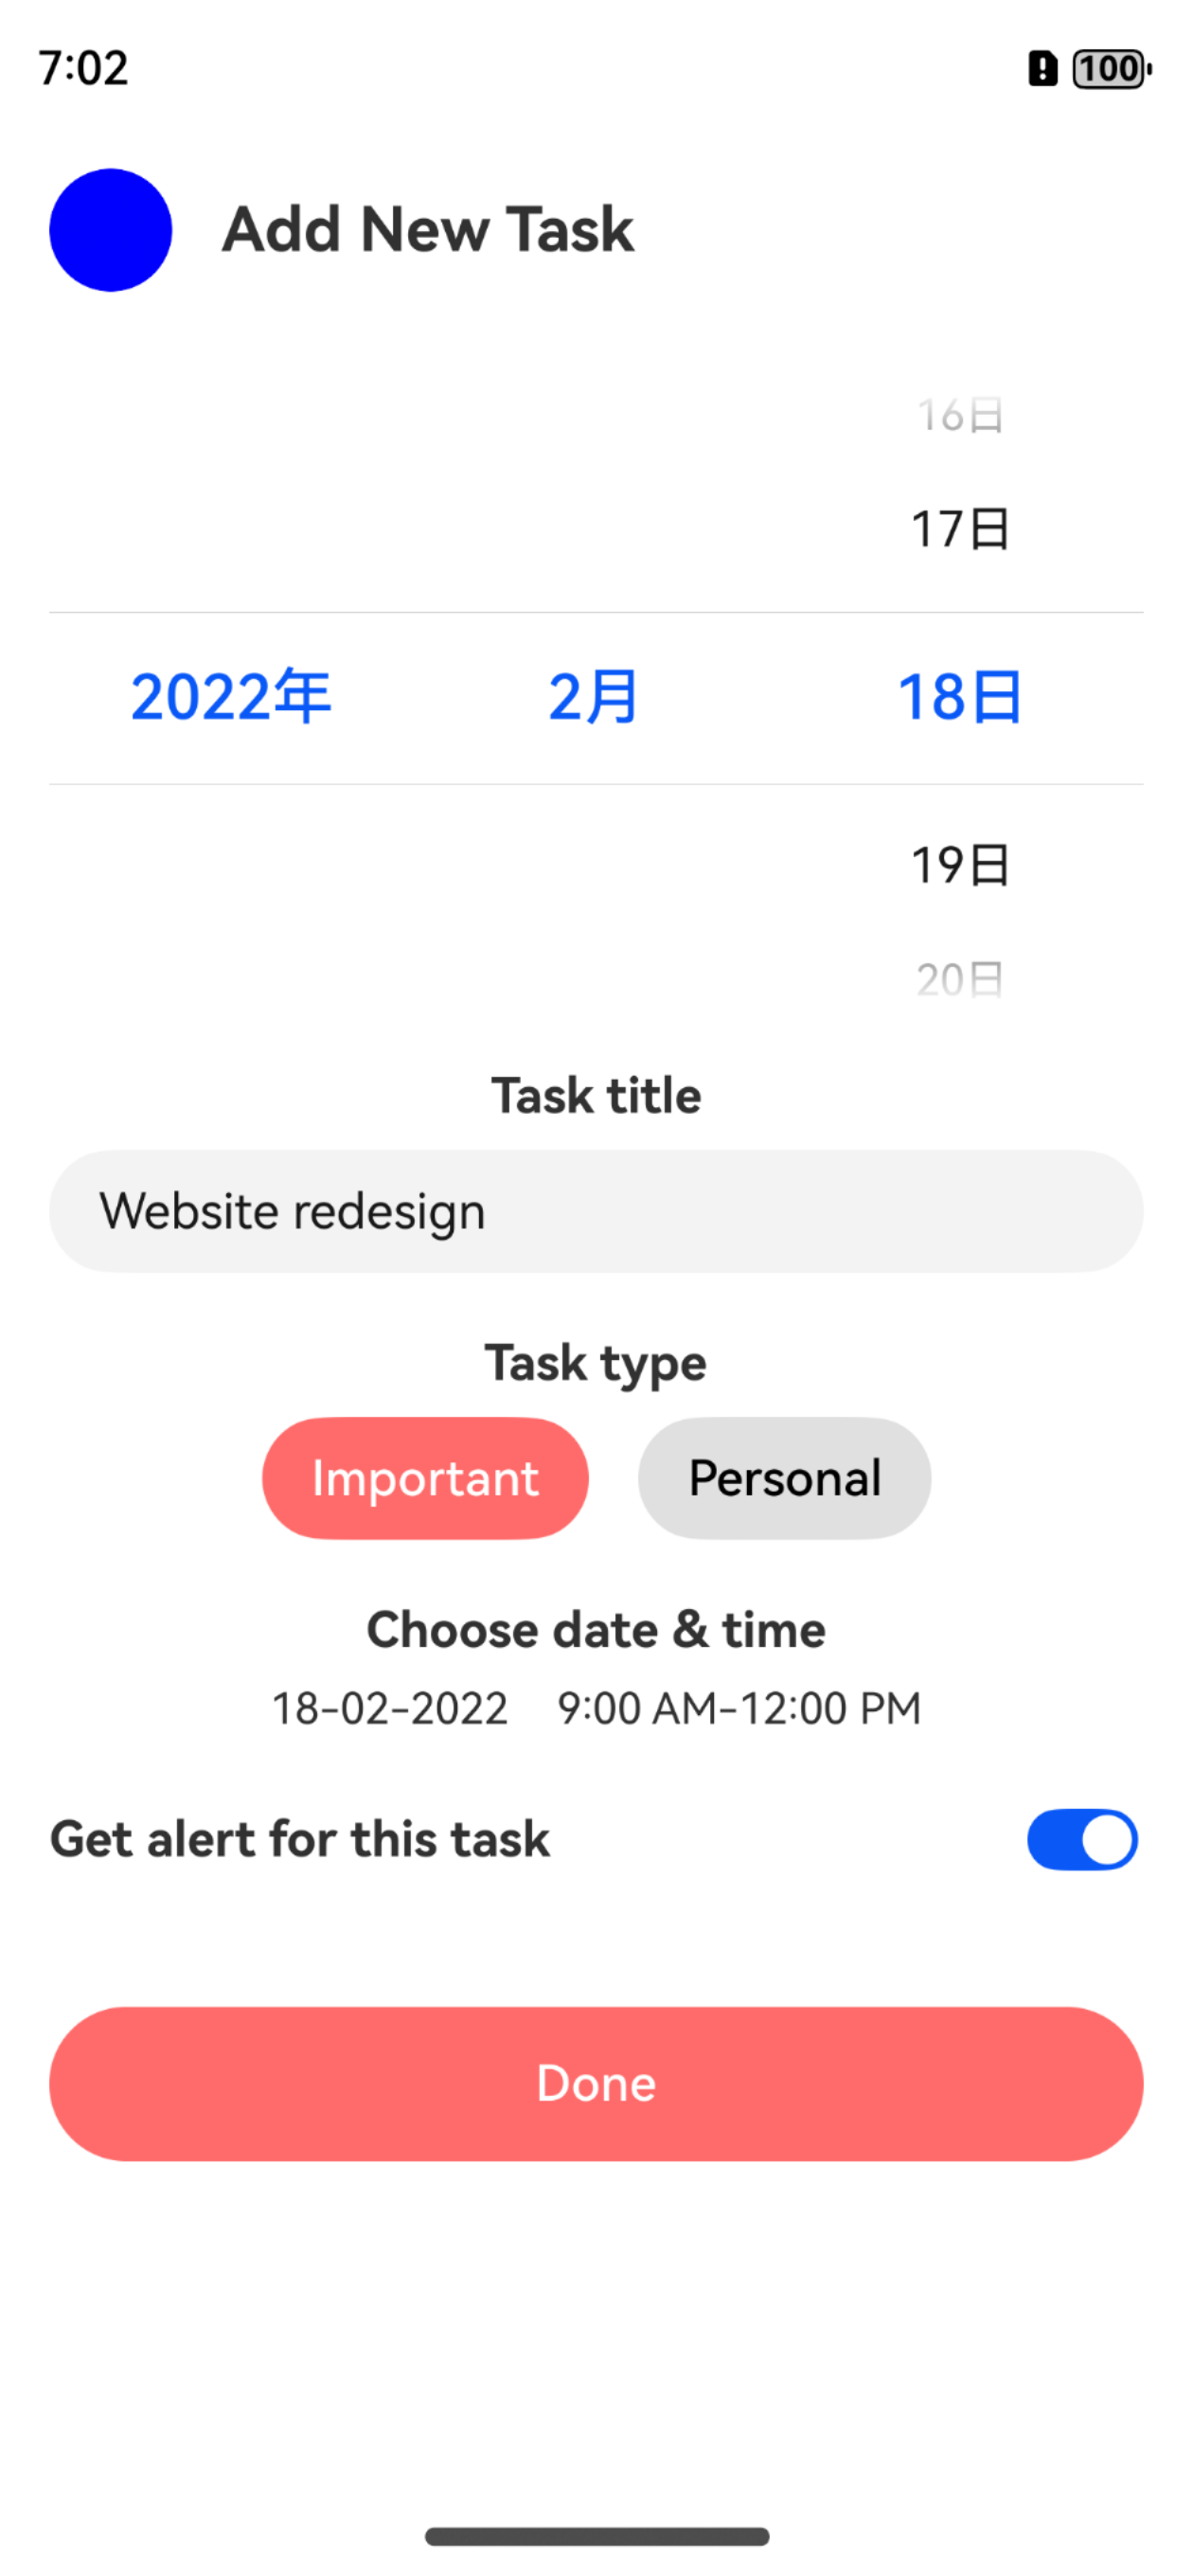 7:02
100
Add New Task
16日
17日
2022年 2月 18日
19日
20日
Task title
Website redesign
Task type
Important Personal
Choose date & time
18-02-2022 9:00 AM-12:00 PM
Get alert for this task
Done